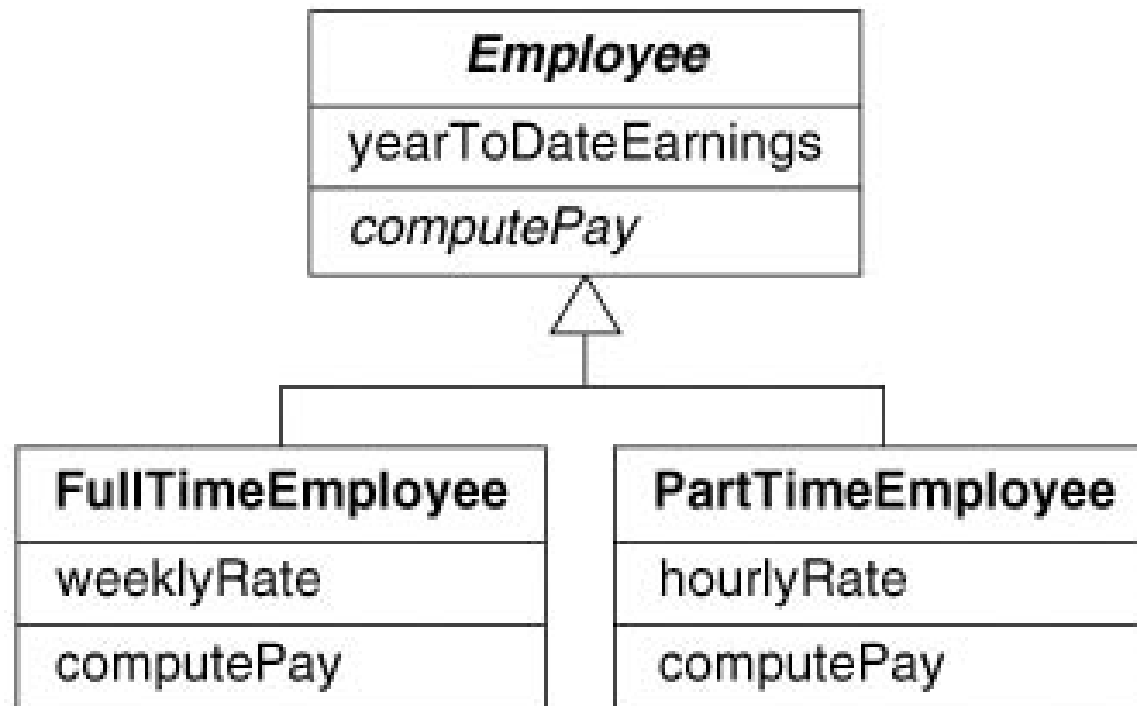 Employee
yearToDateEarnings
computePay
FullTimeEmployee
weeklyRate
computePay
PartTimeEmployee
hourlyRate
computePay